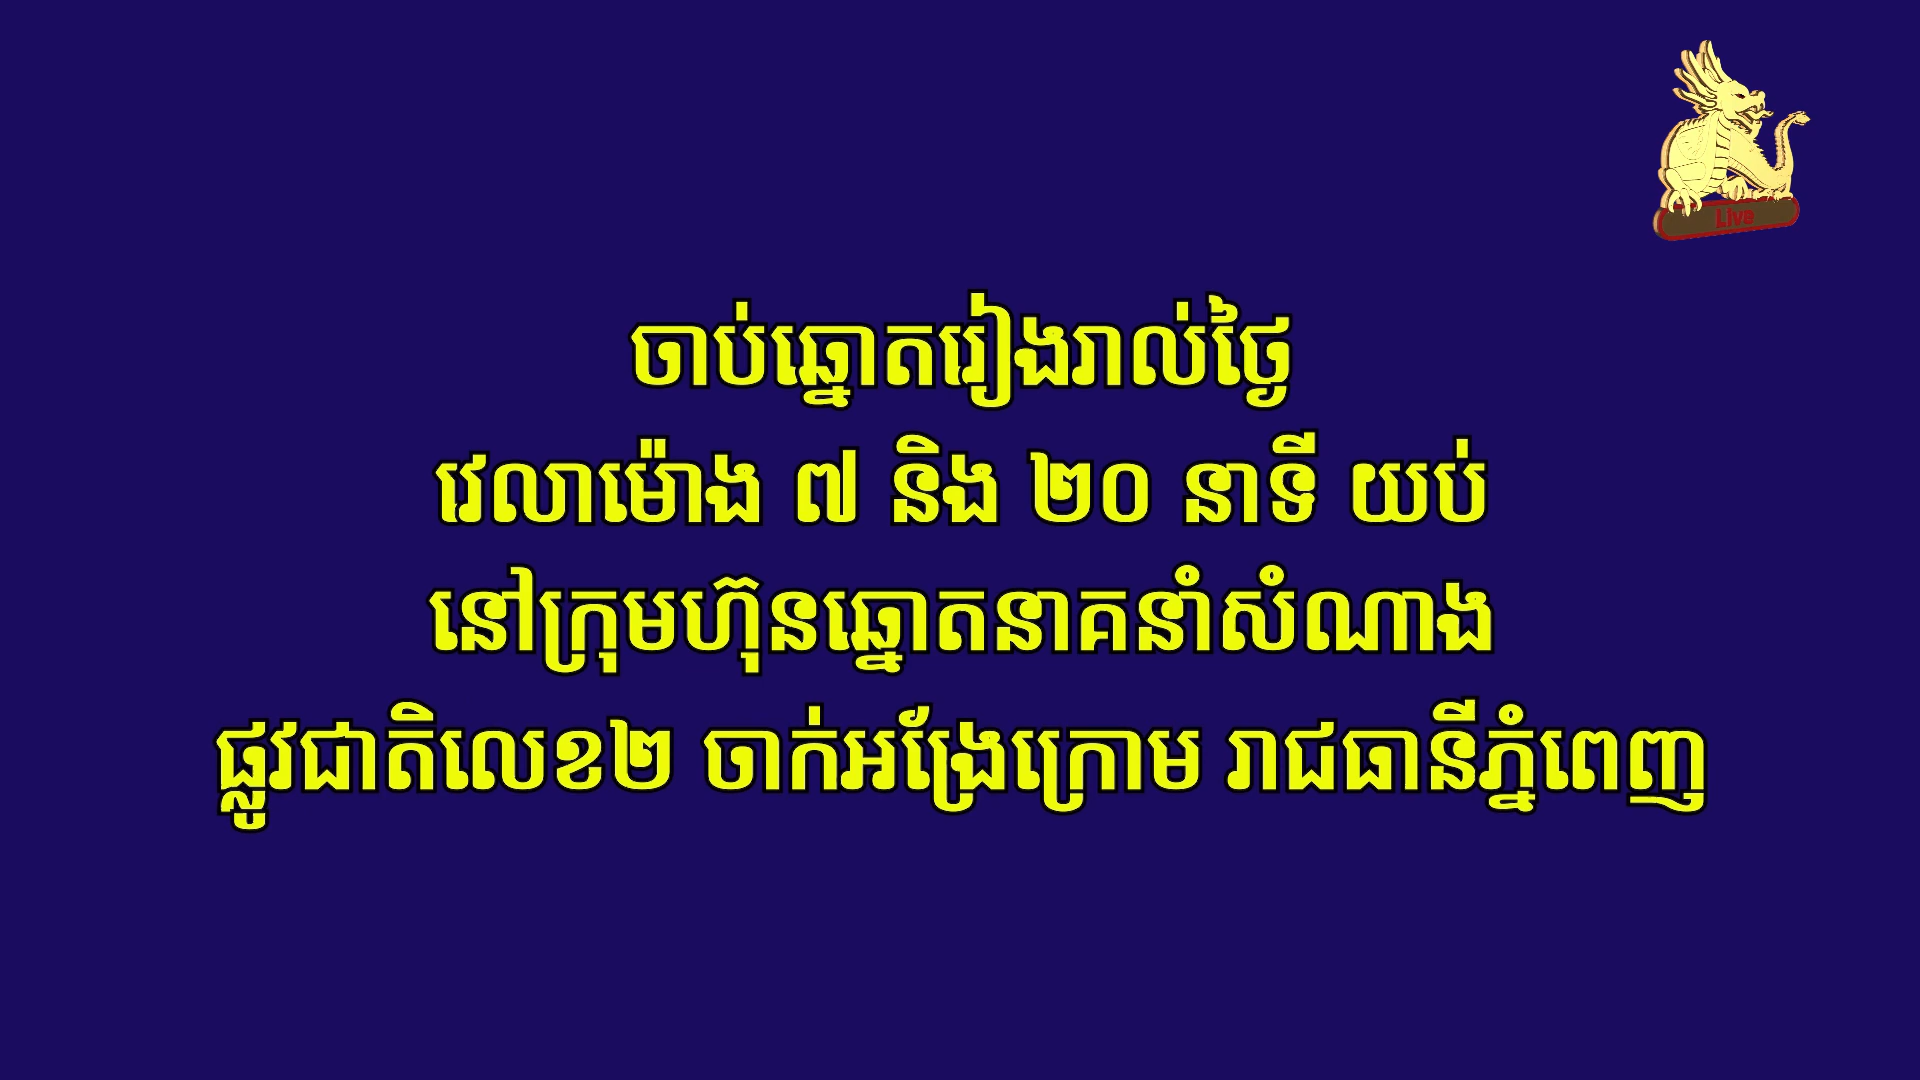 Live
ចាប់ឆ្នោតរៀងរាល់ថ្ងៃ
វេលាម៉ោង ៧ និង ២០ នាទី យប់
នៅក្រុមហ៊ុនឆ្នោតនាគនាំសំណាង
ផ្លូវជាតិលេខ២ ចាក់អង្រែក្រោម រាជធានីភ្នំពេញ